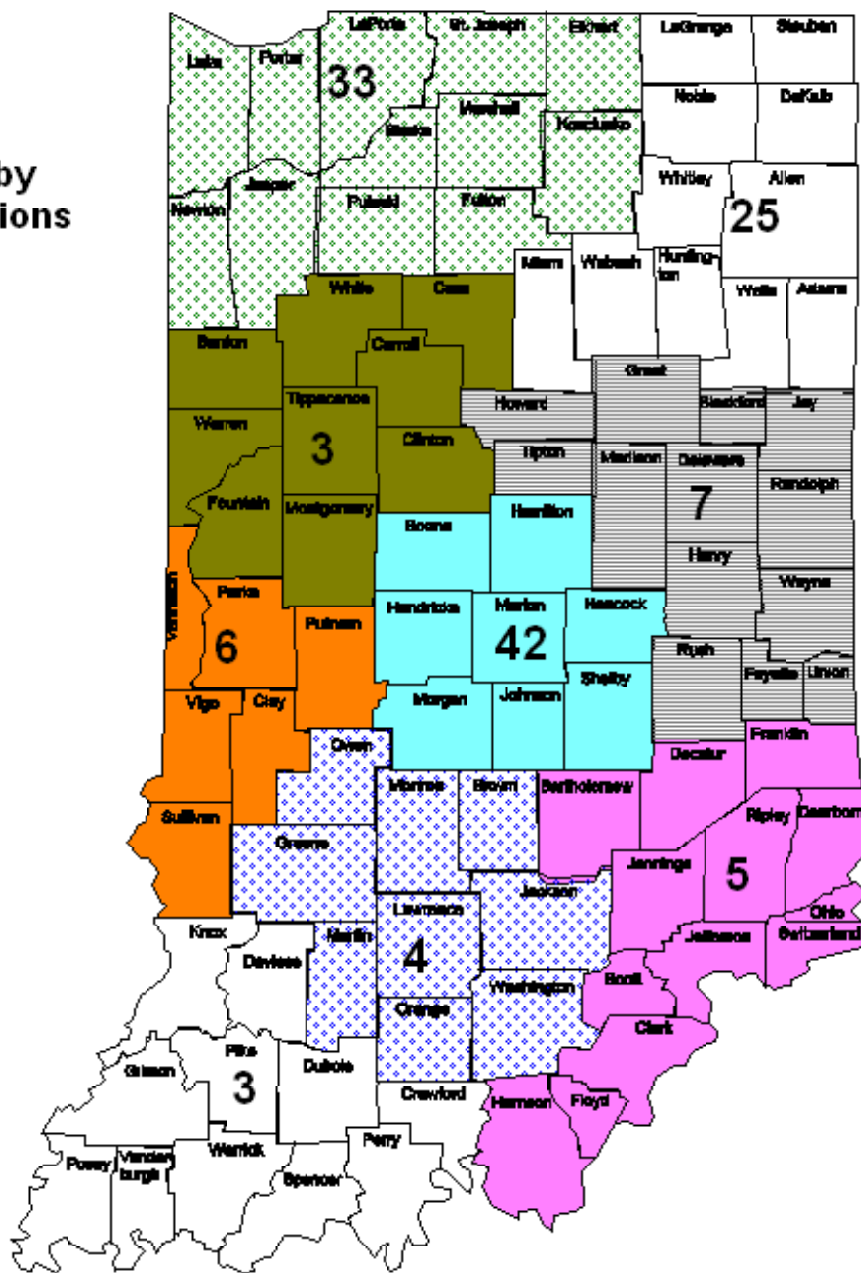 by
ions
LaPorte
St. Joseph
Elkhart
LaGrange
Steuben
Lake
Porter
33
Noble
DeKalb
Starke
Marshall
Kosciusko
Whitley
Allen
Newton
Jasper
Pulaski
Fulton
25
Miami
Wabash
Hunting-
ton
Wells
Adams
White
Cass
Benton
Carroll
Grant
Tippecanoe
Howard
Blackford
Jay
Warren
3
Clinton
Tipton
Madison
Delaware
Randolph
7
Fountain
Montgomery
Boone
Hamilton
Henry
Wayne
Vermilion
Parke
Putnam
Hendricks
Marion
Hancock
6
42
Rush
Fayette
Union
Vigo
Clay
Morgan
Johnson
Shelby
Owen
Decatur
Franklin
Sullivan
Monroe
Brown
Bartholomew
Ripley
Dearborn
Greene
Jennings
5
Jackson
Ohio
Knox
Lawrence
Jefferson
Switzerland
Daviess
Martin
4
Scott
Washington
Orange
Clark
Gibson
Pike
Dubois
3
Crawford
Harrison
Floyd
Posey
Vander-
burgh
Warrick
Perry
Spencer